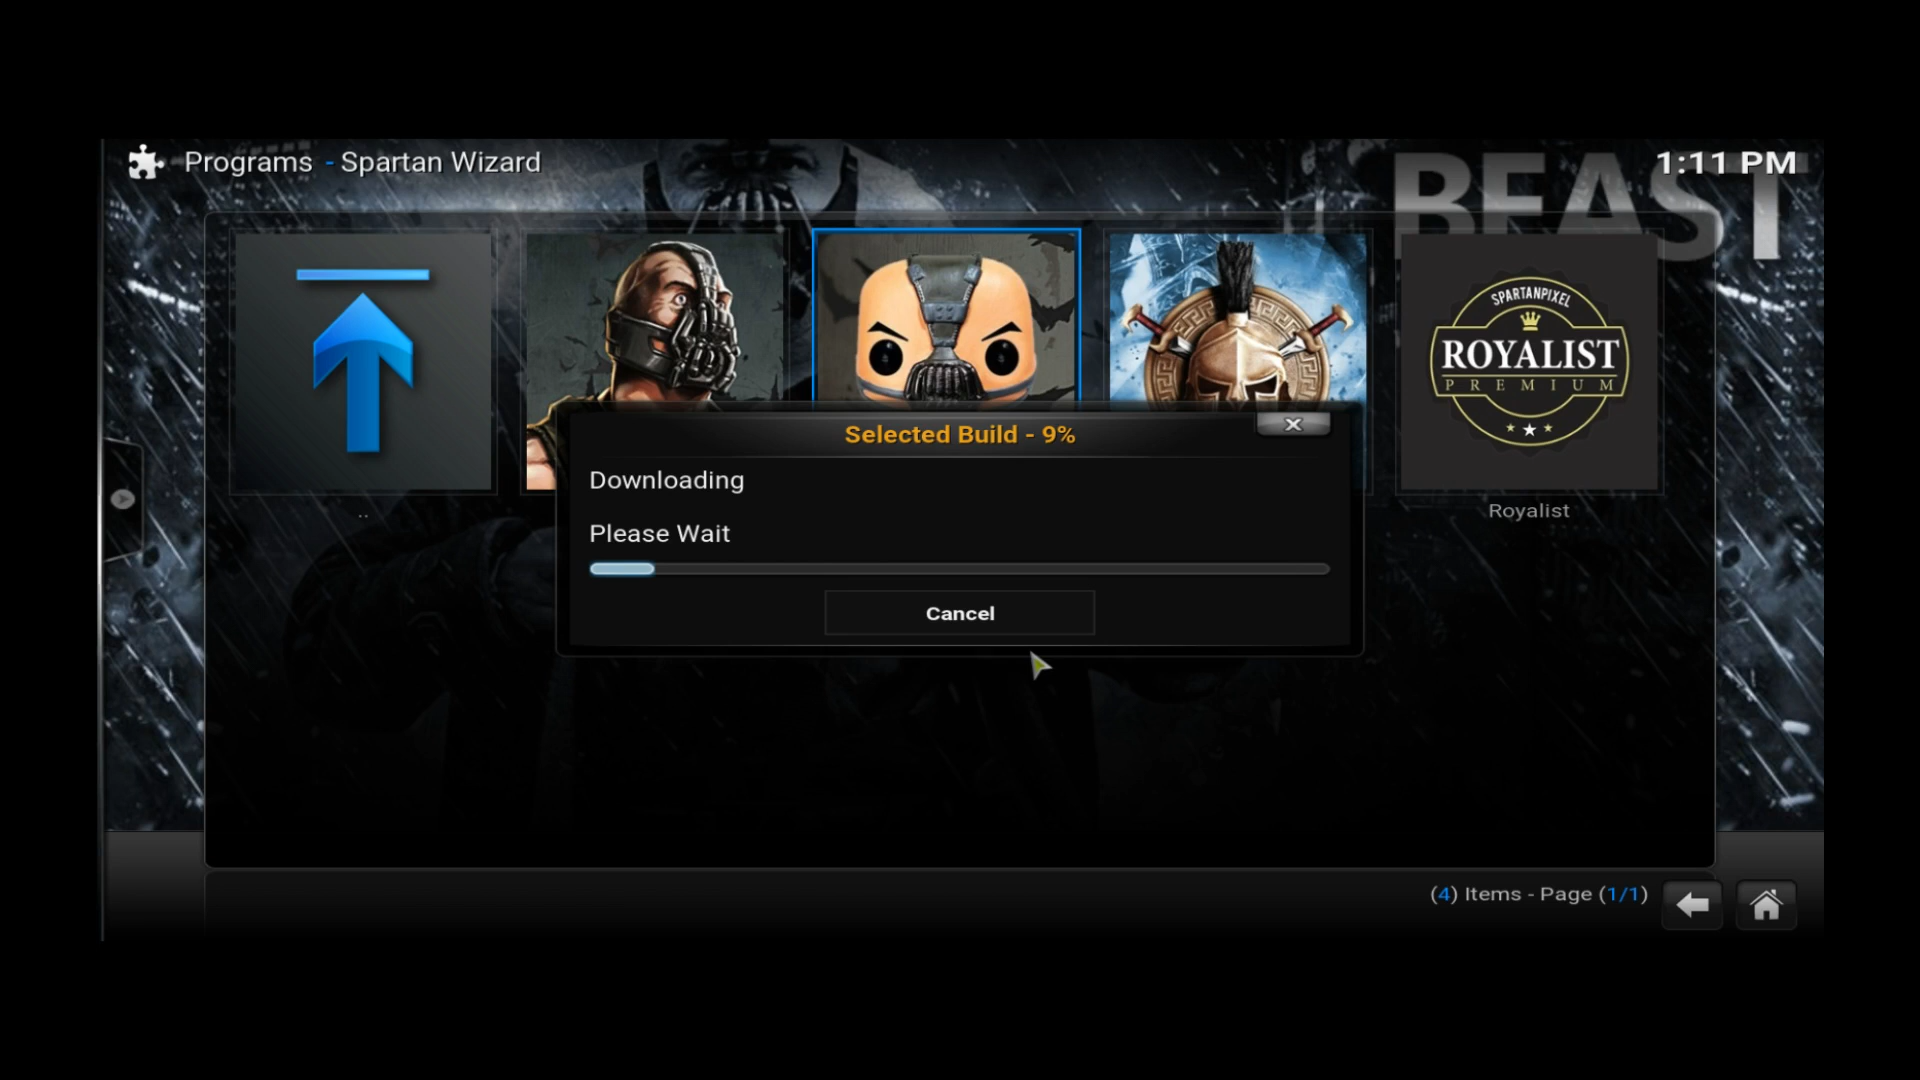 Programs - Spartan Wizard
BEAST
1:11 PM
SPARTANPIXEL
ROYALIST
PREMIUM
..
Royalist
Selected Build - 9%
Downloading
Please Wait
Cancel
(4) Items - Page (1/1)